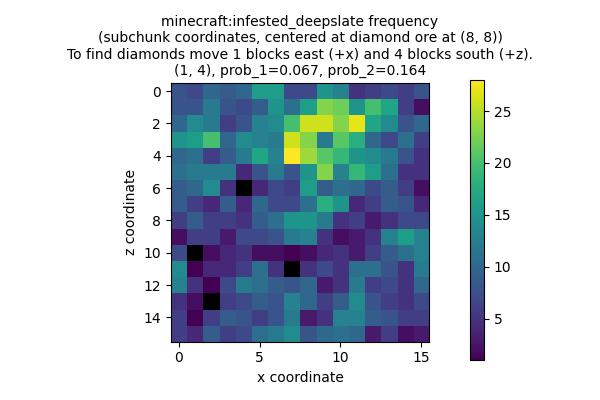 minecraft:infested_deepslate frequency
(subchunk coordinates, centered at diamond ore at (8, 8))
To find diamonds move 1 blocks east (+x) and 4 blocks south (+z).
(1, 4), prob_1=0.067, prob_2=0.164
0
2
4
6
8
10
12
14
z coordinate
0
5
10
15
x coordinate
25
20
15
10
5